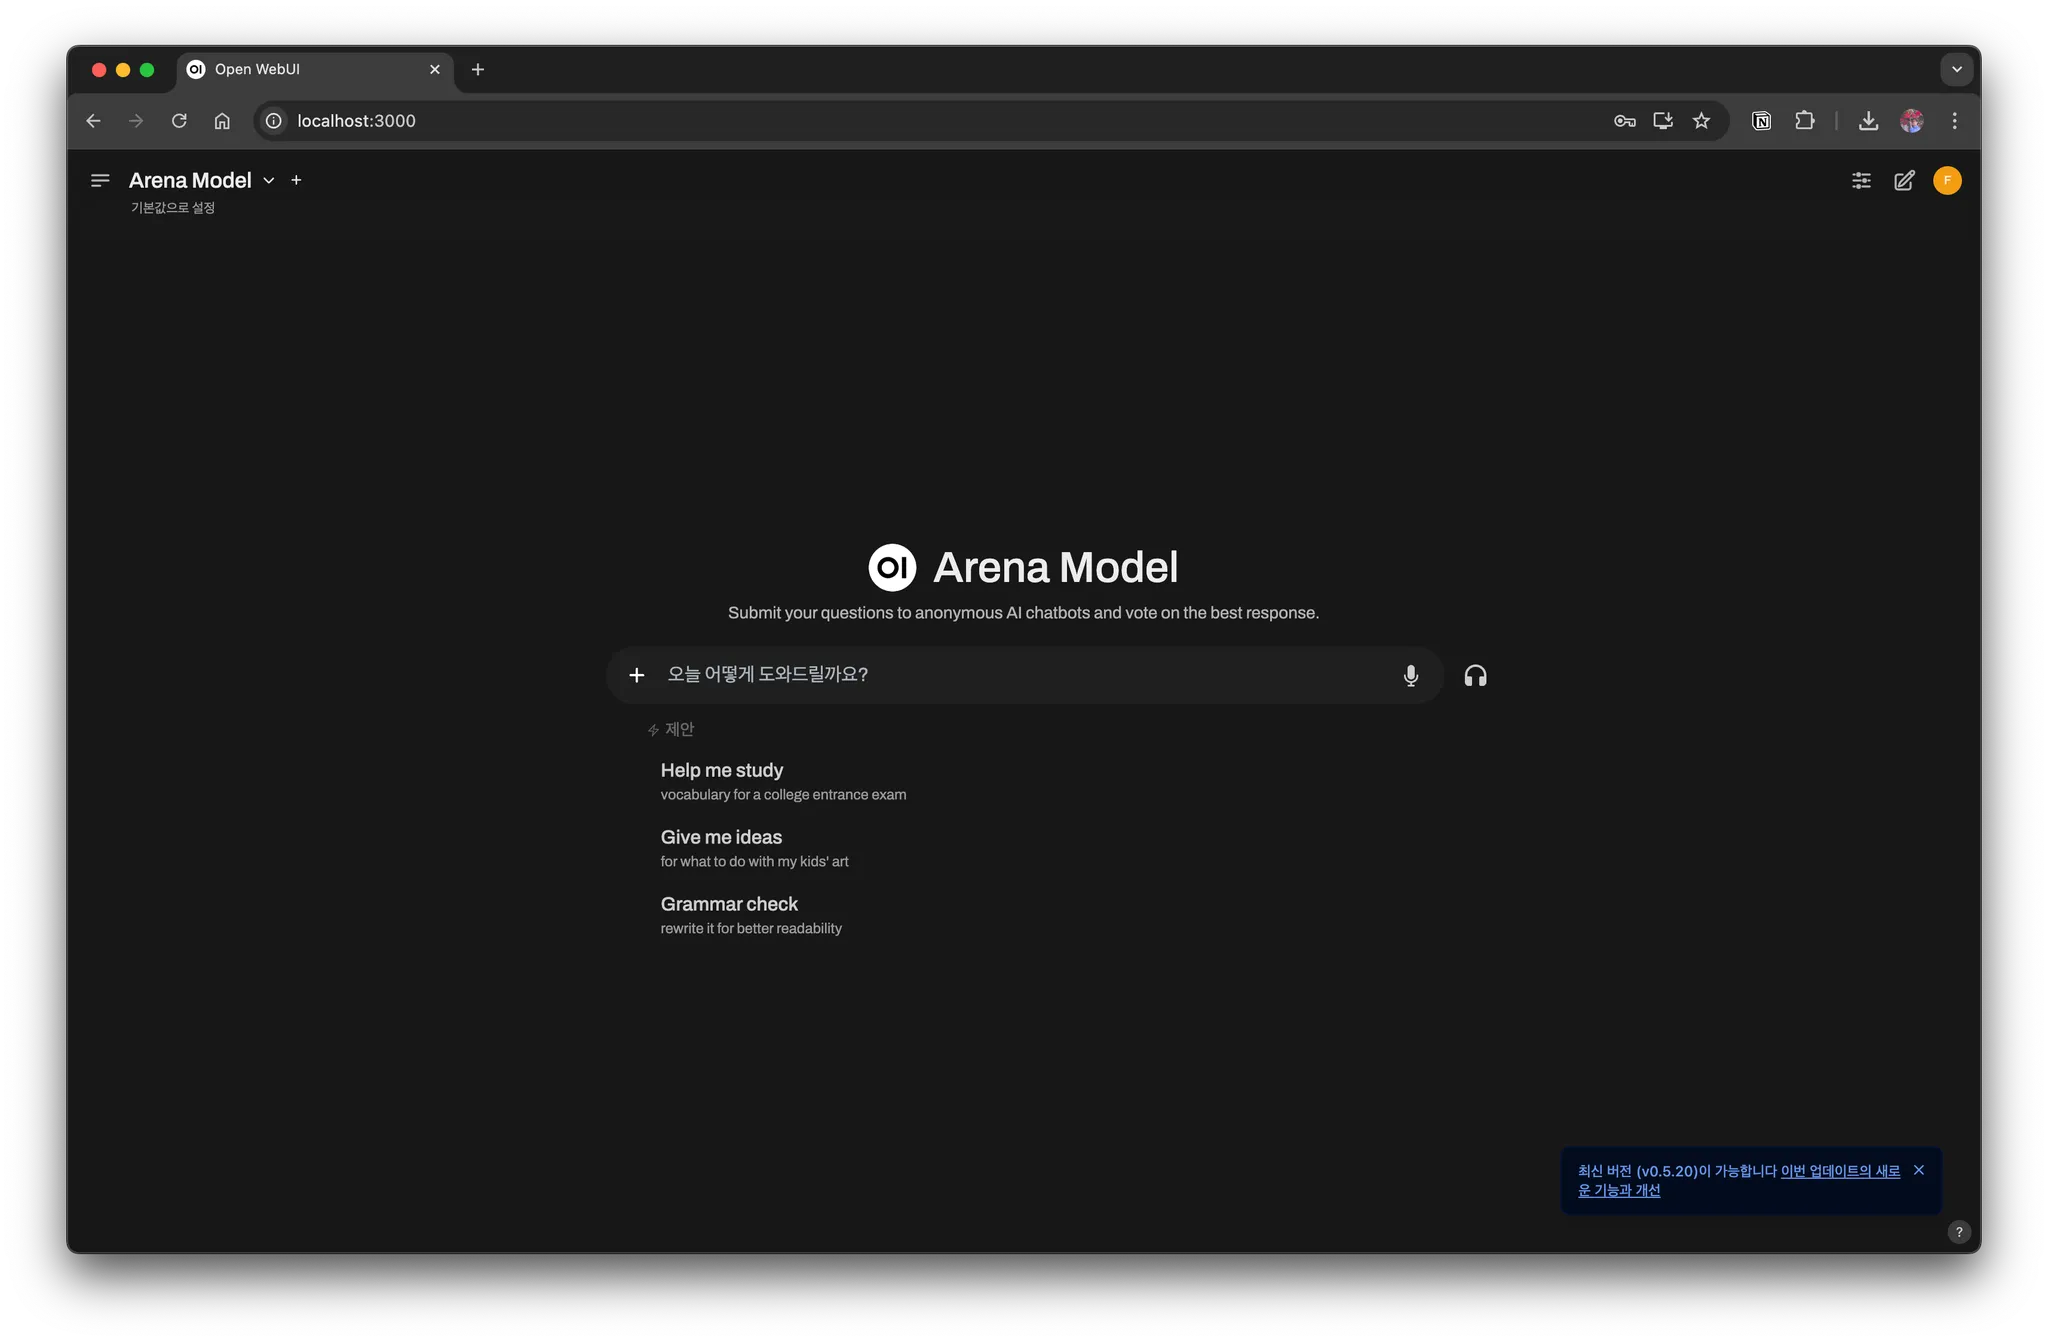 Open WebUI
localhost:3000
Arena Model
기본값으로 설정
F
OI Arena Model
Submit your questions to anonymous AI chatbots and vote on the best response.
오늘 어떻게 도와드릴까요?
제안
Help me study
vocabulary for a college entrance exam
Give me ideas
for what to do with my kids' art
Grammar check
rewrite it for better readability
최신 버전 (v0.5.20)이 가능합니다 이번 업데이트의 새로
운 기능과 개선
?